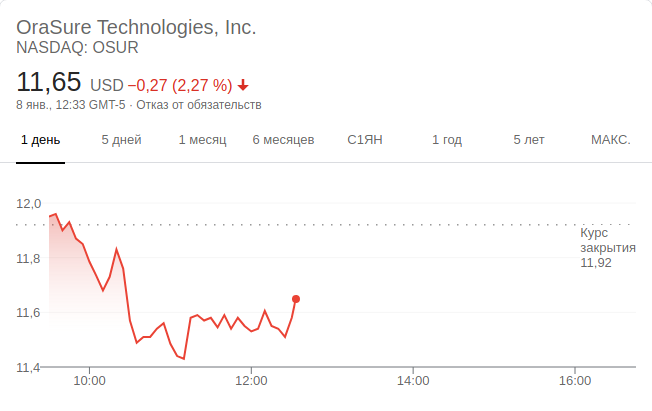 OraSure Technologies, Inc.
NASDAQ: OSUR
11,65 USD −0,27 (2,27 %)
8 янв., 12:33 GMT-5 · Отказ от обязательств
1 день 5 дней 1 месяц 6 месяцев С1ЯН 1 год 5 лет МАКС.
12,0
Курс
закрытия
11,92
11,8
11,6
11,4
10:00 12:00 14:00 16:00